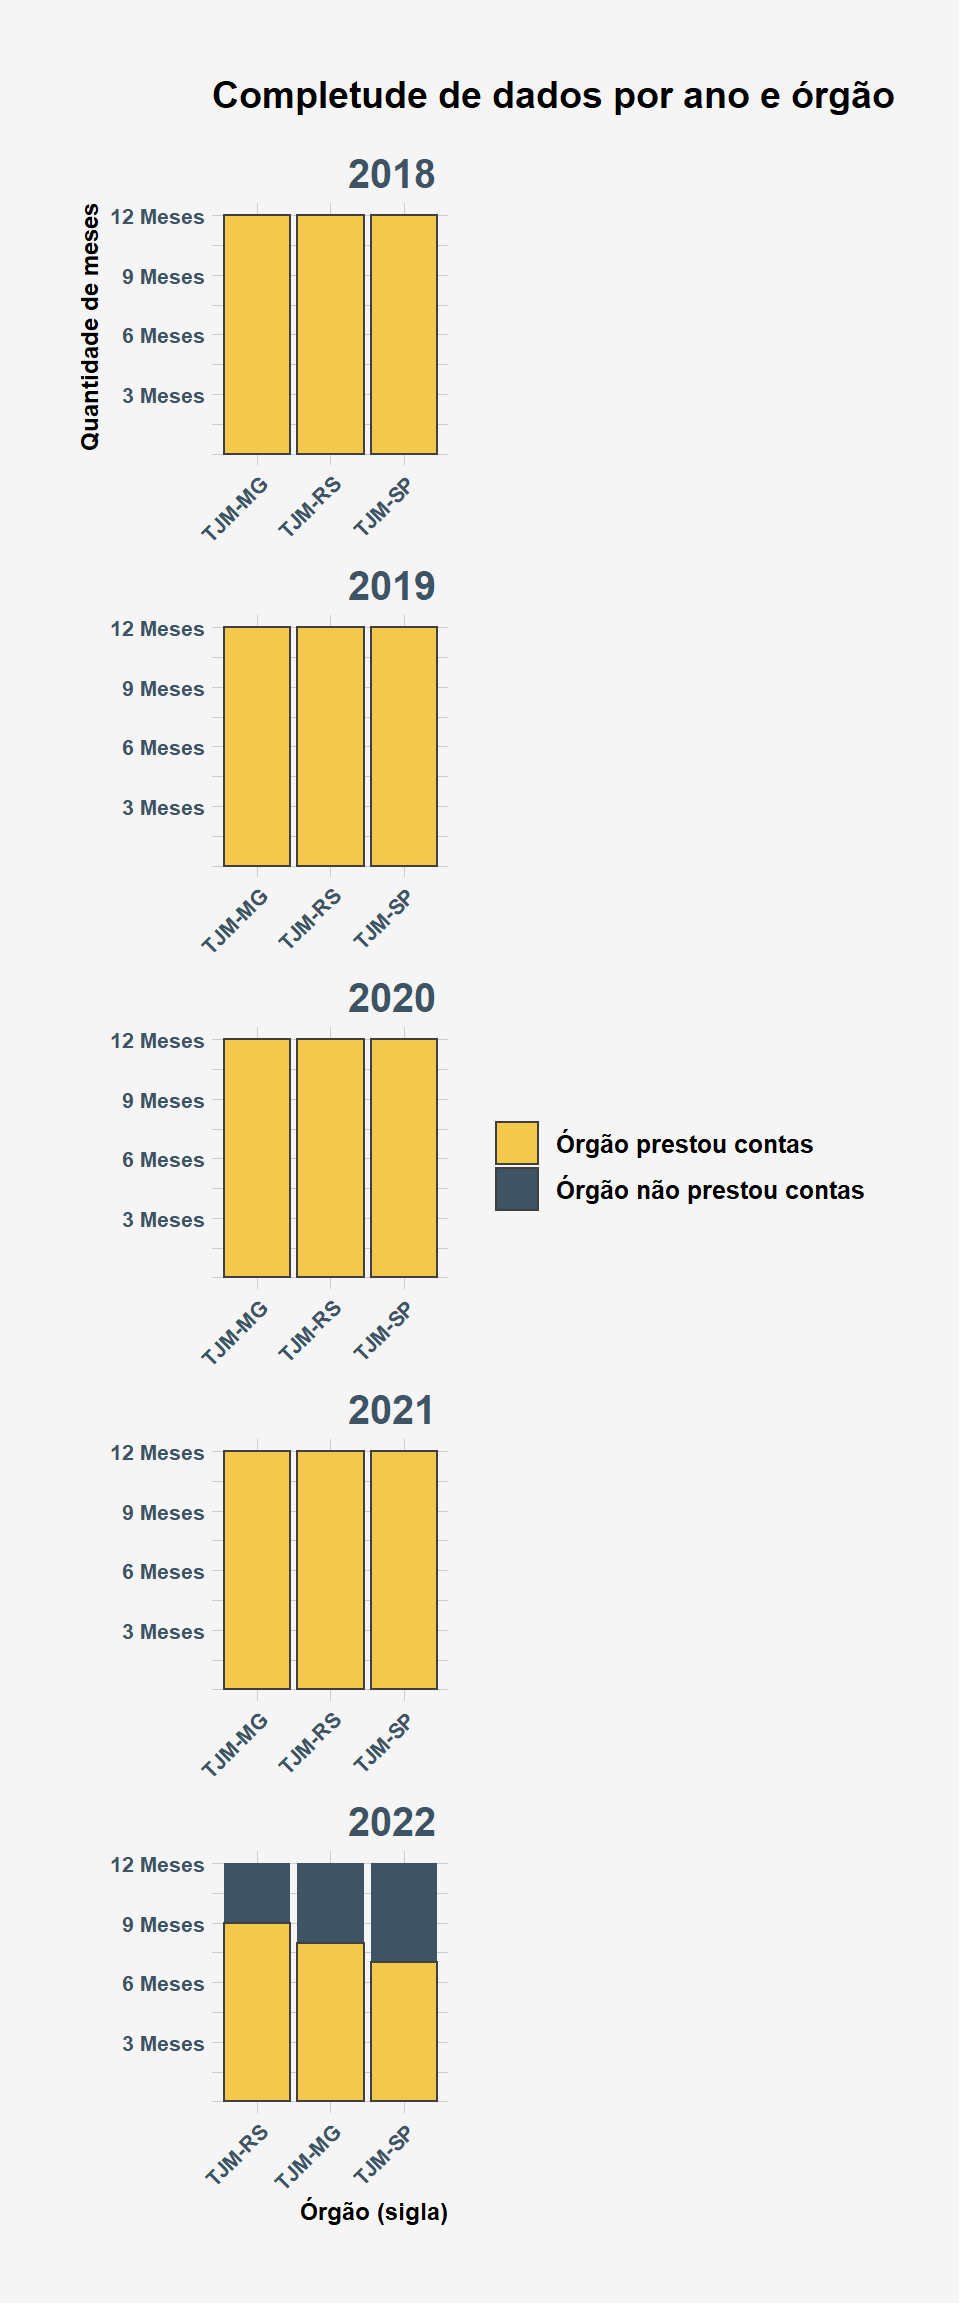 Completude de dados por ano e órgão
2018
Quantidade de meses
12 Meses
9 Meses
6 Meses
3 Meses
TJM-MG
TJM-RS
TJM-SP
2019
12 Meses
9 Meses
6 Meses
3 Meses
TJM-MG
TJM-RS
TJM-SP
2020
12 Meses
9 Meses
6 Meses
3 Meses
TJM-MG
TJM-RS
TJM-SP
Órgão prestou contas
Órgão não prestou contas
2021
12 Meses
9 Meses
6 Meses
3 Meses
TJM-MG
TJM-RS
TJM-SP
2022
12 Meses
9 Meses
6 Meses
3 Meses
TJM-RS
TJM-MG
TJM-SP
Órgão (sigla)